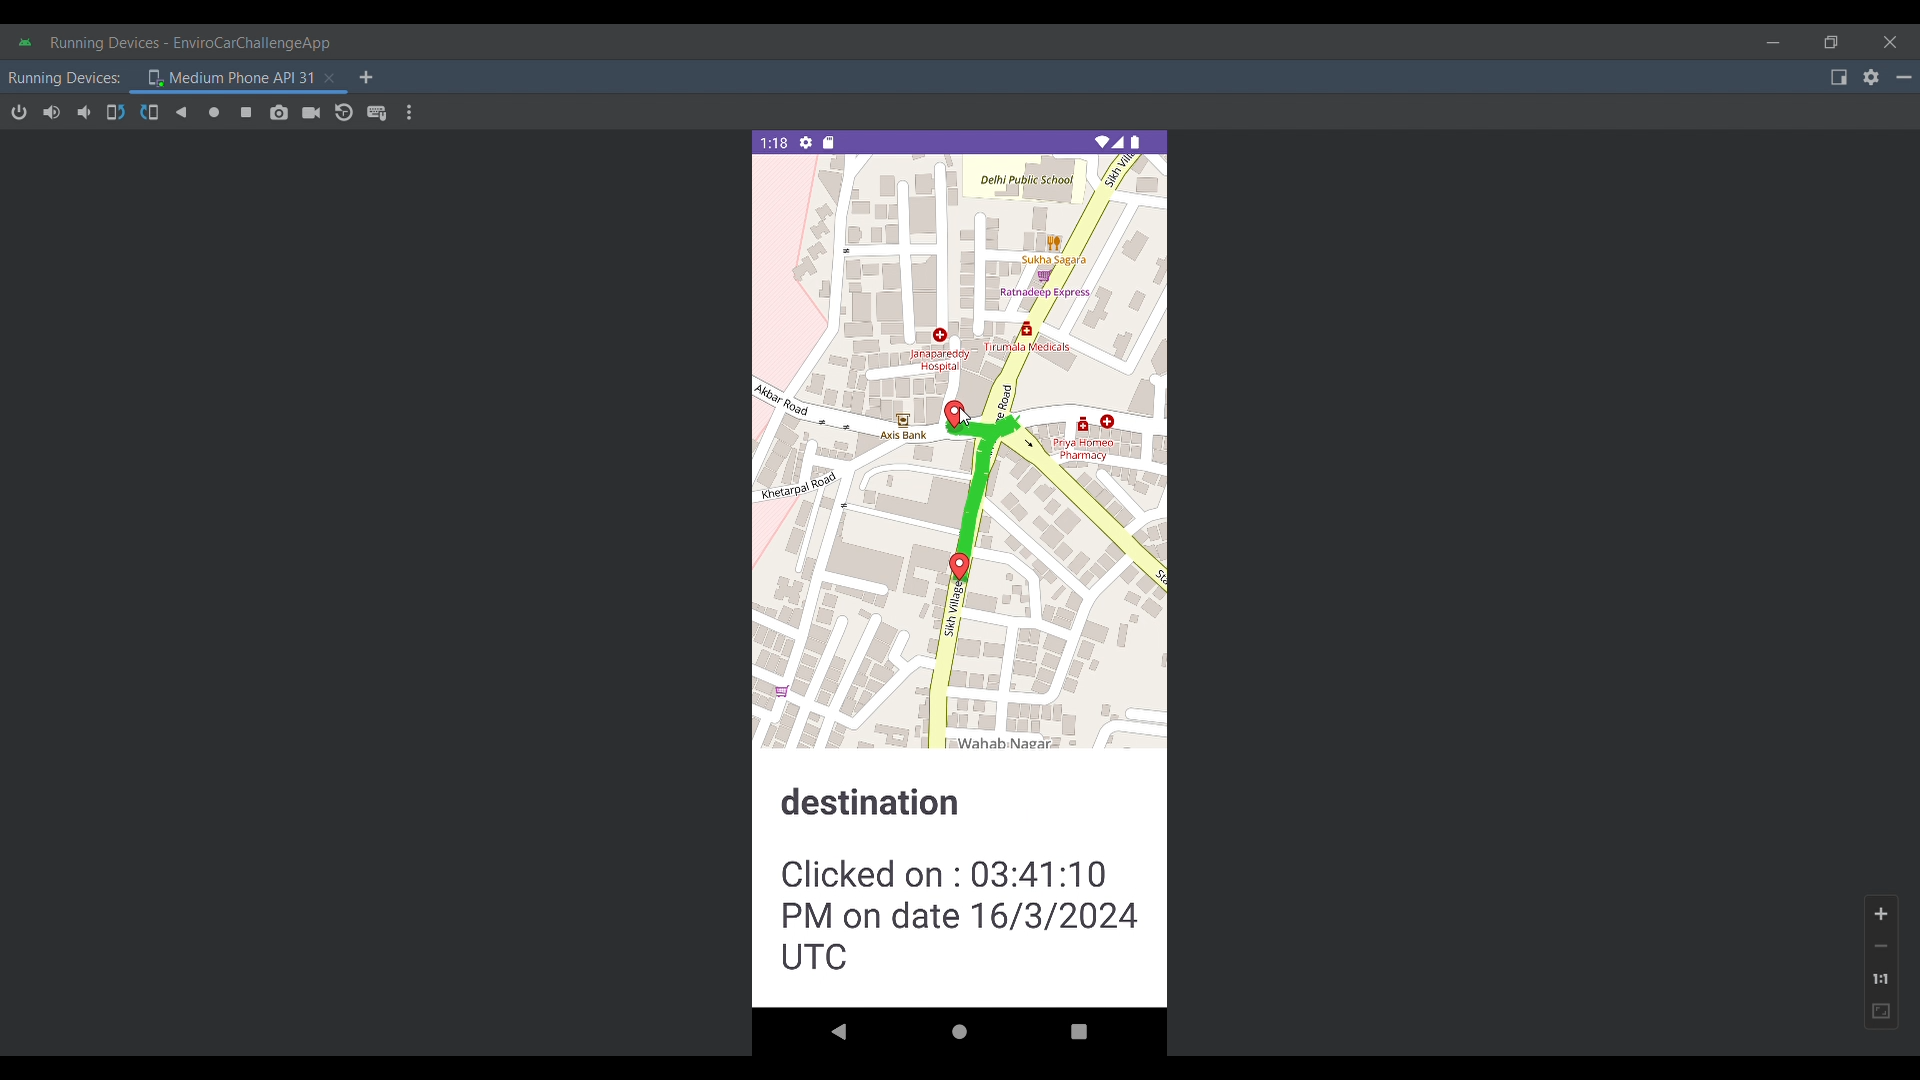 Running Devices - EnviroCarChallengeApp
Running Devices:
Medium Phone API 31
1:18
Delhi Public School
Sikh Villa
Sukha Sagara
Ratnadeep Express
Tirumala Medicals
Janapareddy
Hospital
Akbar Road
e Road
Axis Bank
Priya Homeo
Pharmacy
Khetarpal Road
Sikh Village
Sta
Wahab Nagar
destination
Clicked on : 03:41:10
PM on date 16/3/2024
UTC
1:1